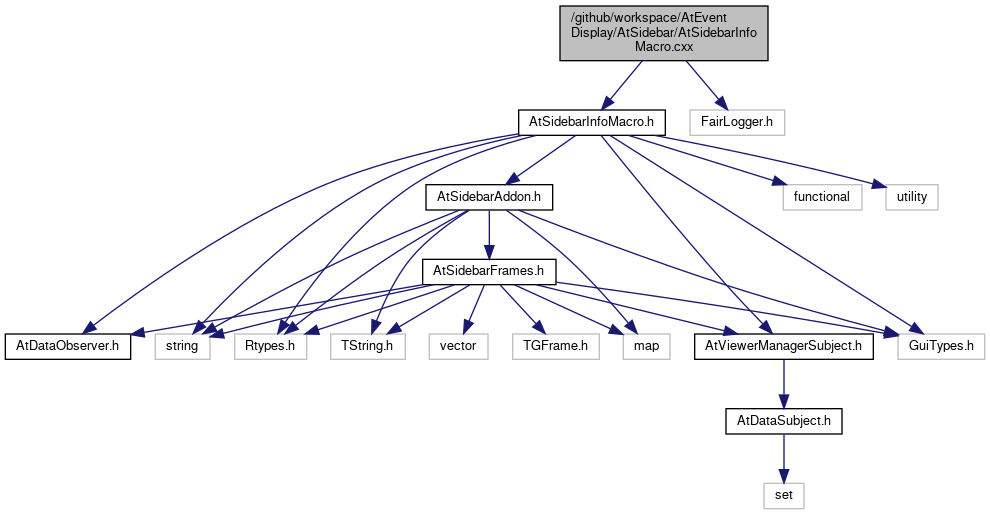 /github/workspace/AtEvent
Display/AtSidebar/AtSidebarInfo
Macro.cxx
AtSidebarInfoMacro.h
FairLogger.h
AtSidebarAddon.h
functional
utility
AtSidebarFrames.h
AtDataObserver.h
string
Rtypes.h
TString.h
vector
TGFrame.h
map
AtViewerManagerSubject.h
GuiTypes.h
AtDataSubject.h
set